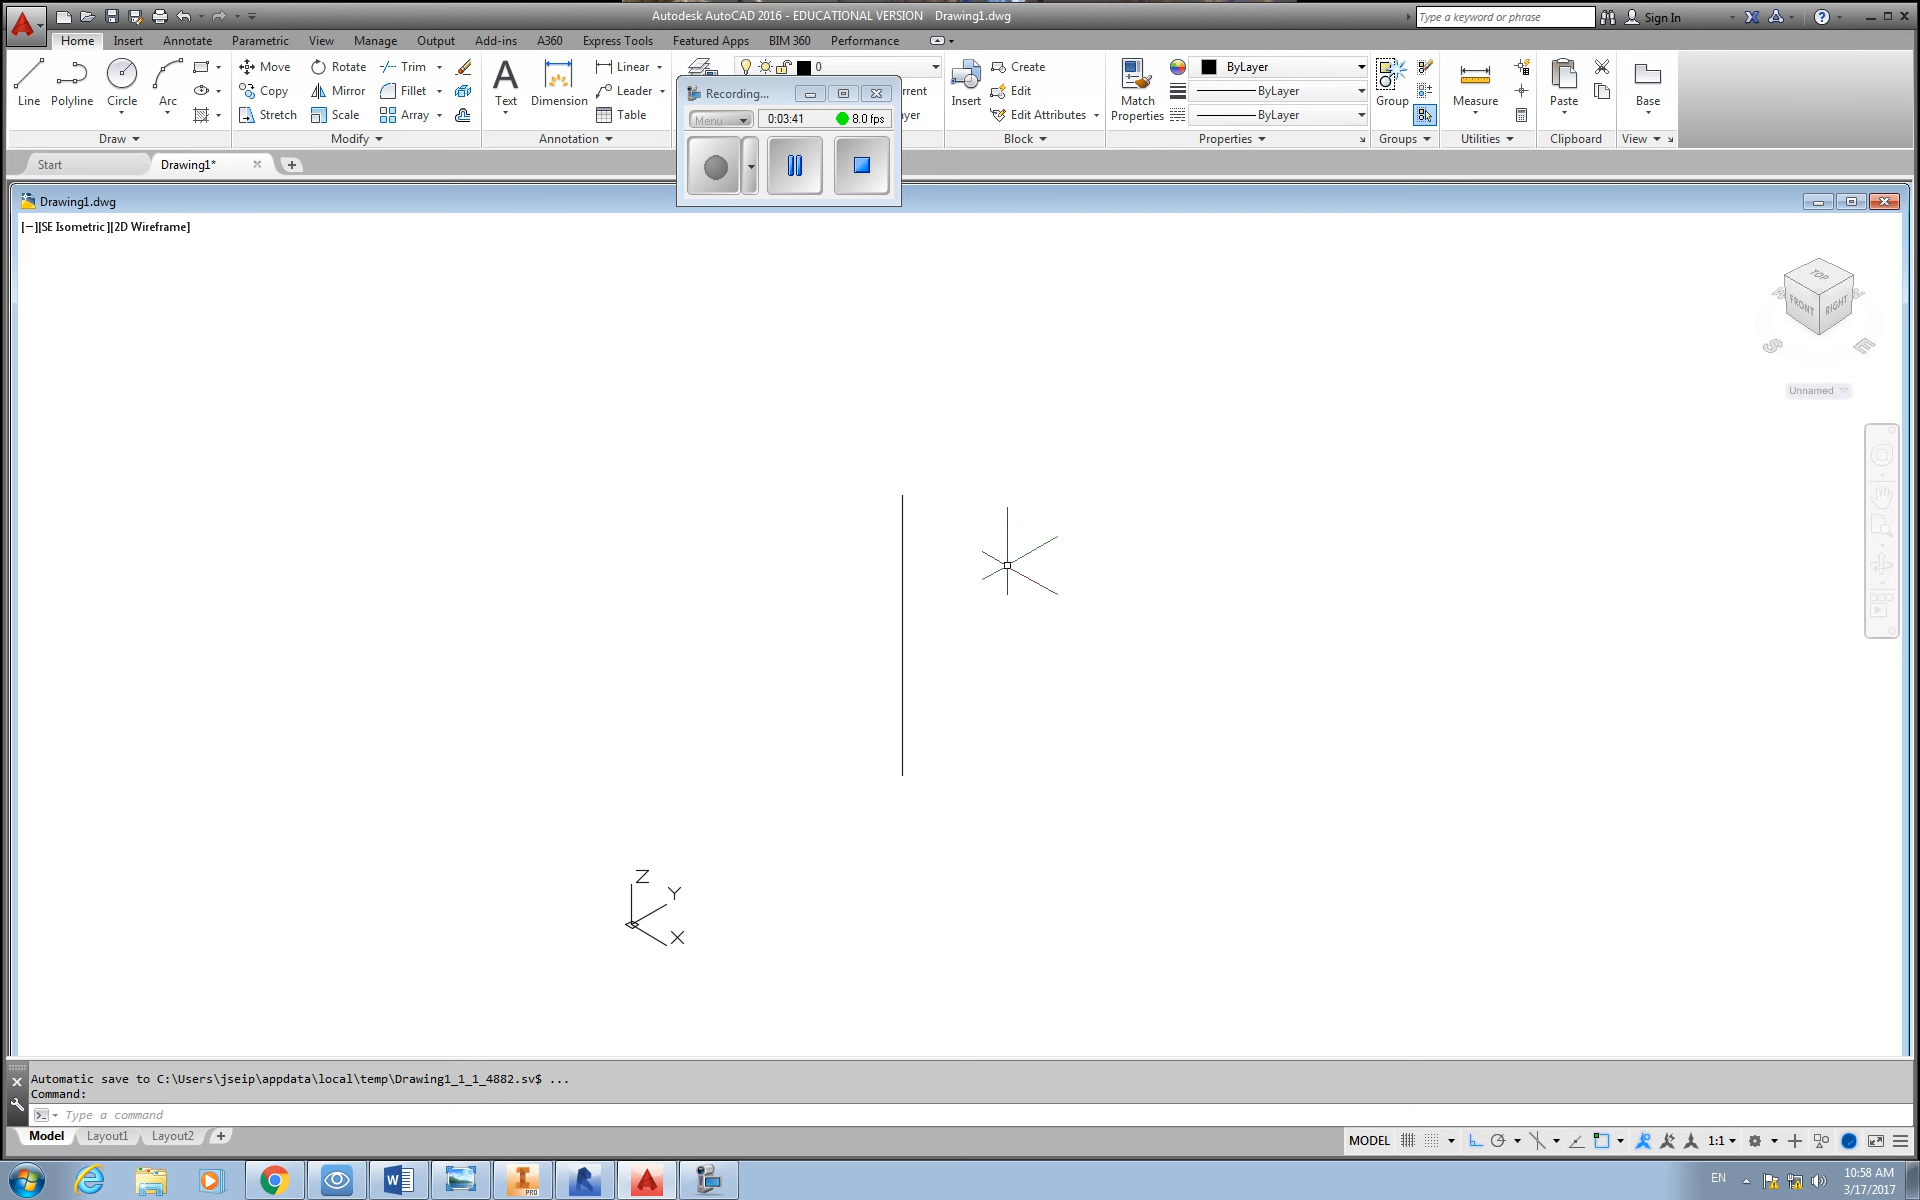 Autodesk AutoCAD 2016 - EDUCATIONAL VERSION    Drawing1.dwg
Type a keyword or phrase
Sign In
Home Insert Annotate Parametric View Manage Output Add-ins A360 Express Tools Featured Apps BIM 360 Performance
Line
Polyline
Circle
Arc
Draw
Move
Rotate
Trim
Copy
Mirror
Fillet
Stretch
Scale
Array
Modify
Text
Dimension
Linear
Leader
Table
Annotation
0
Recording...
Menu
0:03:41
8.0 fps
Insert
Create
Edit
Edit Attributes
Block
Match
Properties
ByLayer
ByLayer
ByLayer
Properties
Group
Groups
Measure
Utilities
Paste
Clipboard
Base
View
Start
Drawing1*
Drawing1.dwg
[−][SE Isometric][2D Wireframe]
TOP
FRONT
RIGHT
S
E
Unnamed
Z
Y
X
Automatic save to C:\Users\jseip\appdata\local\temp\Drawing1_1_1_4882.sv$ ...
Command:
Type a command
Model
Layout1
Layout2
MODEL
1:1
PRO
EN
10:58 AM
3/17/2017